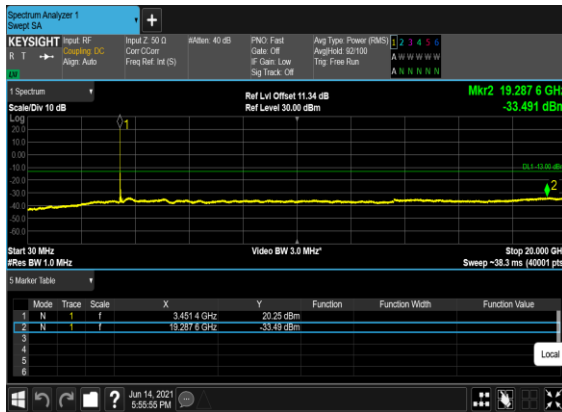 Spectrum Analyzer 1
Swept SA
+
KEYSIGHT Input: RF Input Z: 50 Ω #Atten: 40 dB PNO: Fast Avg Type: Power (RMS) 1 2 3 4 5 6
R T Coupling: DC Corr CCorr Gate: Off Avg|Hold: 92/100 A W W W W W
Align: Auto Freq Ref: Int (S) IF Gain: Low Trig: Free Run
Sig Track: Off A N N N N N
1 Spectrum Ref Lvl Offset 11.34 dB Mkr2 19.287 6 GHz
Scale/Div 10 dB Ref Level 30.00 dBm -33.491 dBm
Log
20.0
10.0
0.00
-10.0
-20.0
-30.0
-40.0
-50.0
-60.0
1
DL1 -13.00 dBm
2
Start 30 MHz Video BW 3.0 MHz* Stop 20.000 GHz
#Res BW 1.0 MHz Sweep ~38.3 ms (40001 pts)
5 Marker Table
Mode Trace Scale X Y Function Function Width Function Value
1 N 1 f 3.451 4 GHz 20.25 dBm
2 N 1 f 19.287 6 GHz -33.49 dBm
3
4
5
6
Local
? Jun 14, 2021
5:55:55 PM